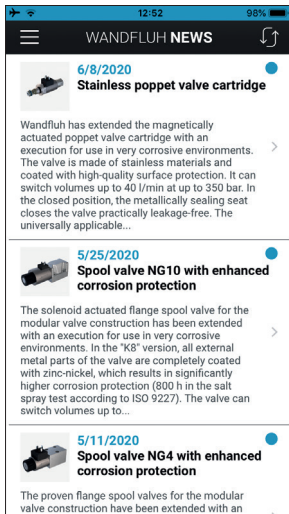 12:52
98%
WANDFLUH NEWS
6/8/2020
Stainless poppet valve cartridge
Wandfluh has extended the magnetically
actuated poppet valve cartridge with an
execution for use in very corrosive environments.
The valve is made of stainless materials and
coated with high-quality surface protection. It can
switch volumes up to 40 l/min at up to 350 bar. In
the closed position, the metallically sealing seat
closes the valve practically leakage-free. The
universally applicable...
5/25/2020
Spool valve NG10 with enhanced
corrosion protection
The solenoid actuated flange spool valve for the
modular valve construction has been extended
with an execution for use in very corrosive
environments. In the "K8" version, all external
metal parts of the valve are completely coated
with zinc-nickel, which results in significantly
higher corrosion protection (800 h in the salt
spray test according to ISO 9227). The valve can
switch volumes up to...
5/11/2020
Spool valve NG4 with enhanced
corrosion protection
The proven flange spool valves for the modular
valve construction have been extended with an